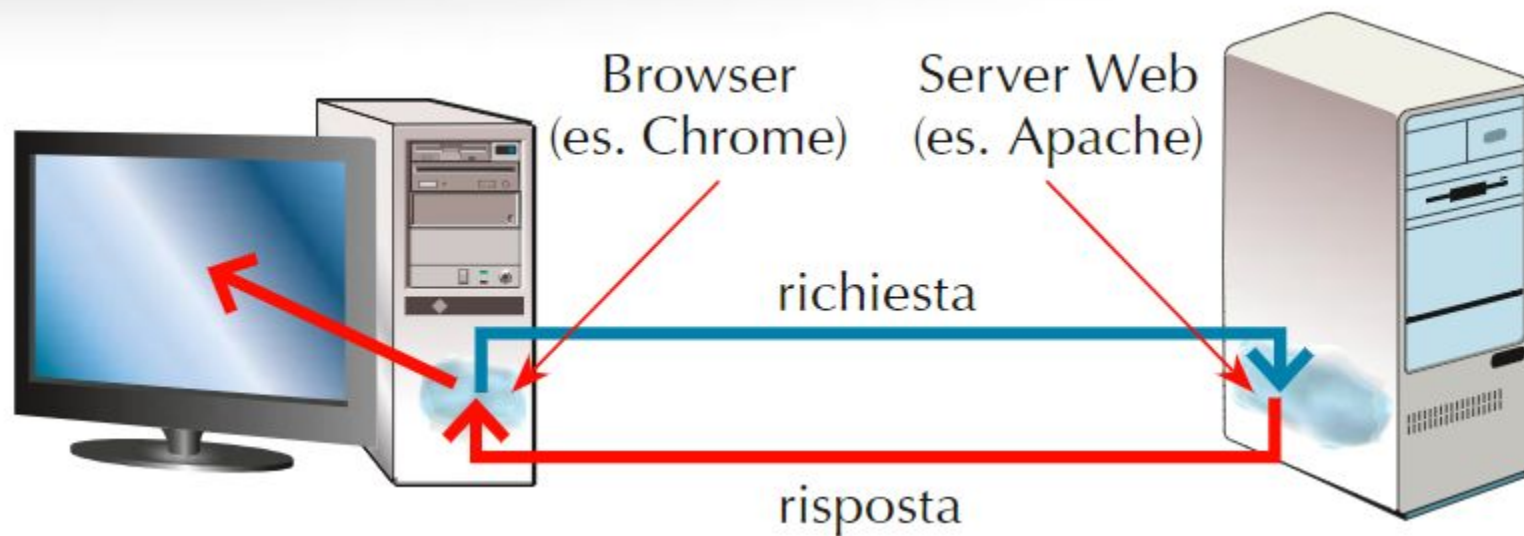 Browser
(es. Chrome)
Server Web
(es. Apache)
richiesta
risposta